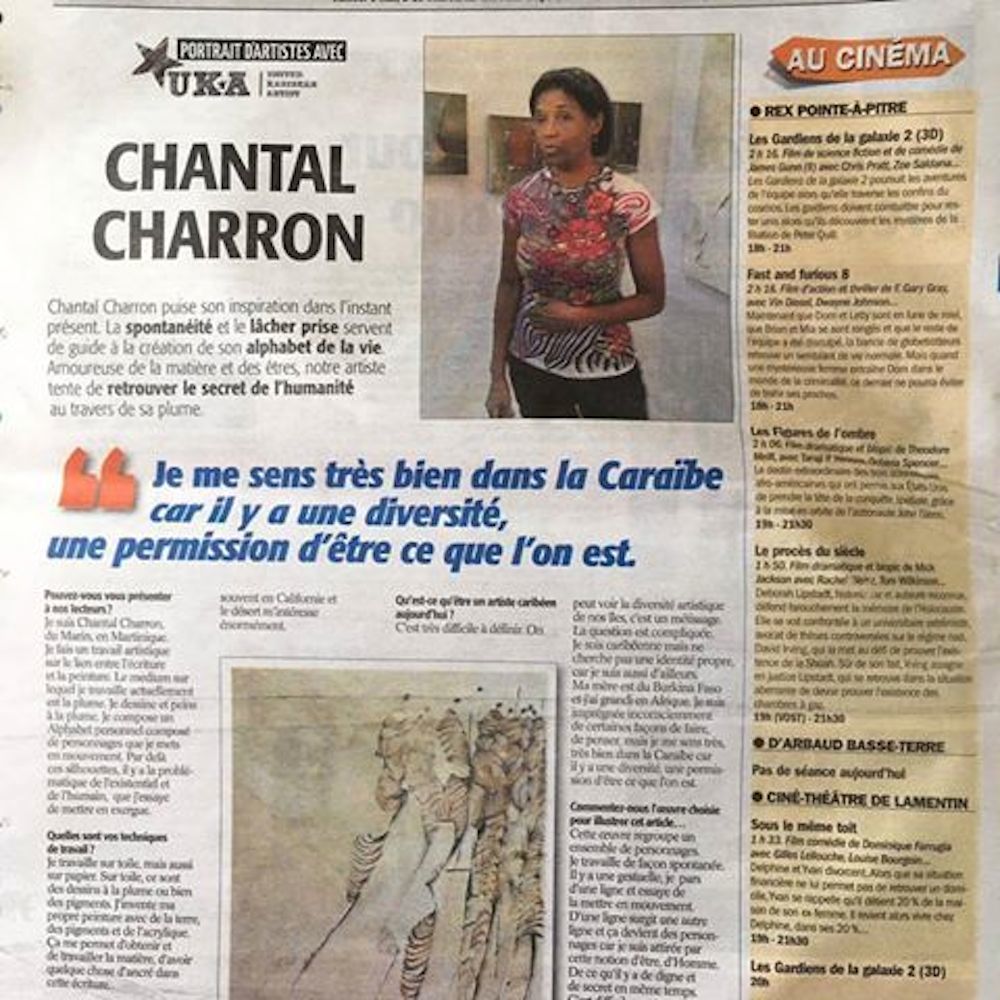 PORTRAIT D'ARTISTES AVEC
UK·A
UNITED
KARIBEAN
ARTIST
CHANTAL
CHARRON
Chantal Charron puise son inspiration dans l'instant
présent. La spontanéité et le lâcher prise servent
de guide à la création de son alphabet de la vie.
Amoureuse de la matière et des êtres, notre artiste
tente de retrouver le secret de l'humanité
au travers de sa plume.
Je me sens très bien dans la Caraïbe
car il y a une diversité,
une permission d'être ce que l'on est.
Pouvez-vous vous présenter
à nos lecteurs ?
Je suis Chantal Charron,
du Marin, en Martinique.
Je fais un travail artistique
sur le lien entre l'écriture
et la peinture. Le medium sur
lequel je travaille actuellement
est la plume. Je dessine et peins
à la plume. Je compose un
Alphabet personnel composé
de personnages que je mets
en mouvement. Par delà
ces silhouettes, il y a la problé-
matique de l'existentiel et
de l'humain, que j'essaye
de mettre en exergue.
Quelles sont vos techniques
de travail ?
Je travaille sur toile, mais aussi
sur papier. Sur toile, ce sont
des dessins à la plume ou bien
des pigments. J'invente ma
propre peinture avec de la terre,
des pigments et de l'acrylique.
Ça me permet d'obtenir et
de travailler la matière, d'avoir
quelque chose d'ancré dans
cette écriture.
souvent en Californie et
le désert m'intéresse
énormément.
Qu'est-ce qu'être un artiste caribéen
aujourd'hui ?
C'est très difficile à définir. On
peut voir la diversité artistique
de nos îles, c'est un métissage.
La question est compliquée.
Je suis caribéenne mais ne
cherche pas une identité propre,
car je suis aussi d'ailleurs.
Ma mère est du Burkina Faso
et j'ai grandi en Afrique. Je suis
imprégnée inconsciemment
de certaines façons de faire,
de penser, mais je me sens très,
très bien dans la Caraïbe car
il y a une diversité, une permis-
sion d'être ce que l'on est.
Commentez-nous l'œuvre choisie
pour illustrer cet article…
Cette œuvre regroupe un
ensemble de personnages.
Je travaille de façon spontanée.
Il y a une gestuelle, je pars
d'une ligne et essaye de
la mettre en mouvement.
D'une ligne surgit une autre
ligne et ça devient des person-
nages car je suis attirée par
cette notion d'être, d'Homme.
De ce qu'il y a de digne et
de secret en même temps.
AU CINÉMA
REX POINTE-À-PITRE
Les Gardiens de la galaxie 2 (3D)
2 h 16. Film de science fiction et de comédie de
James Gunn (II) avec Chris Pratt, Zoe Saldana...
Les Gardiens de la galaxie 2 poursuit les aventures
de l'équipe alors qu'elle traverse les confins du
cosmos. Les gardiens doivent combattre pour res-
ter unis alors qu'ils découvrent les mystères de la
filiation de Peter Quill.
18h - 21h
Fast and furious 8
2 h 16. Film d'action et thriller de F. Gary Gray,
avec Vin Diesel, Dwayne Johnson...
Maintenant que Dom et Letty sont en lune de miel,
que Brian et Mia se sont rangés et que le reste de
l'équipe a été disculpé, la bande de globetrotteurs
retrouve un semblant de vie normale. Mais quand
une mystérieuse femme entraîne Dom dans le
monde de la criminalité, ce dernier ne pourra éviter
de trahir ses proches.
18h - 21h
Les Figures de l'ombre
2 h 06. Film dramatique et biopic de Theodore
Melfi, avec Taraji P. Octavia Spencer...
afro-américaines qui ont permis aux États-Unis
de prendre la tête de la conquête spatiale, grâce
à la mise en orbite de l'astronaute John Glenn.
19h - 21h30
Le procès du siècle
1 h 50. Film dramatique et biopic de Mick
Jackson avec Rachel Weisz, Tom Wilkinson...
Deborah Lipstadt, et auteure reconnue,
défend farouchement la mémoire de l'Holocauste.
Elle se voit confrontée à un universitaire extrémiste,
avocat de thèses controversées sur le régime nazi,
David Irving, qui la met au défi de prouver l'exis-
tence de la Shoah. Sûr de son fait, Irving assigne
en justice Lipstadt, qui se retrouve dans la situation
aberrante de devoir prouver l'existence des
chambres à gaz.
19h (VOST) - 21h30
D'ARBAUD BASSE-TERRE
Pas de séance aujourd'hui
CINÉ-THÉÂTRE DE LAMENTIN
Sous le même toit
1 h 33. Film comédie de Dominique Farrugia
avec Gilles Lellouche, Louise Bourgoin...
Delphine et Yvan divorcent. Alors que sa situation
financière ne lui permet pas de retrouver un domi-
cile, Yvan se rappelle qu'il détient 20 % de la mai-
son de son ex-femme. Il revient alors vivre chez
Delphine, dans ses 20 %...
19h - 21h30
Les Gardiens de la galaxie 2 (3D)
20h